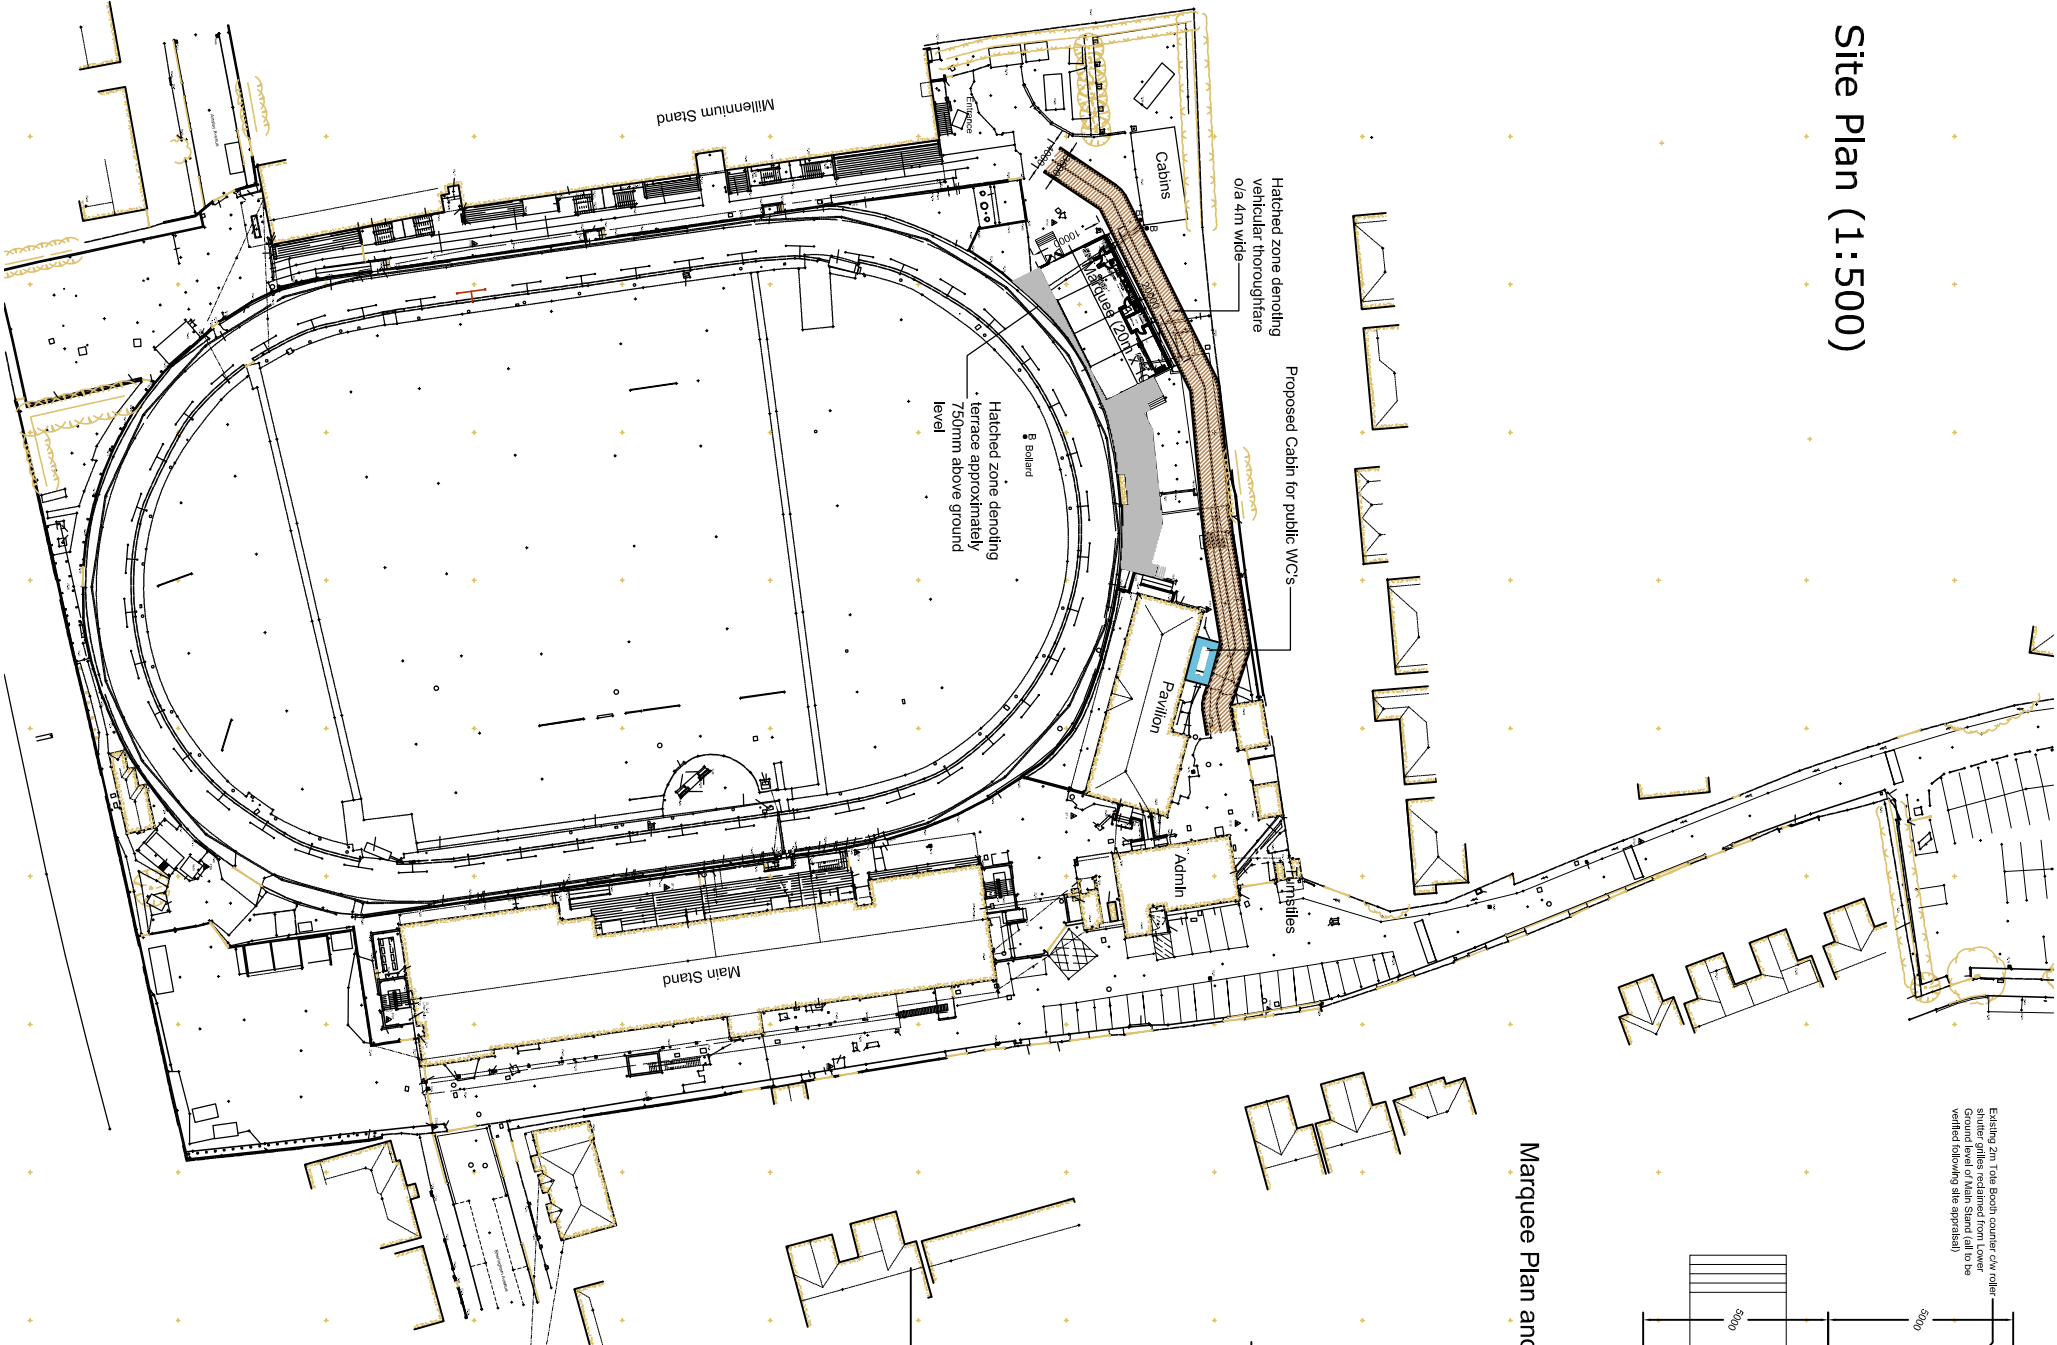 Site Plan (1:500)
Millennium Stand
Entrance
Cabins
Hatched zone denoting
vehicular thoroughfare
o/a 4m wide
Proposed Cabin for public WC's
4000
10000
Marquee (20m x
Hatched zone denoting
terrace approximately
750mm above ground
level
B Bollard
B
Pavilion
Admin
Turnstiles
Main Stand
Existing 2m Tote Booth counter c/w roller
shutter grilles reclaimed from Lower
Ground level of Main Stand (all to be
verified following site appraisal)
Marquee Plan and
5000
5000